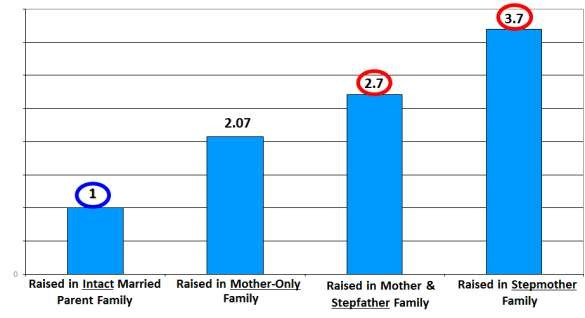 3.7
2.7
2.07
1
0
Raised in Intact Married
Parent Family
Raised in Mother-Only
Family
Raised in Mother &
Stepfather Family
Raised in Stepmother
Family